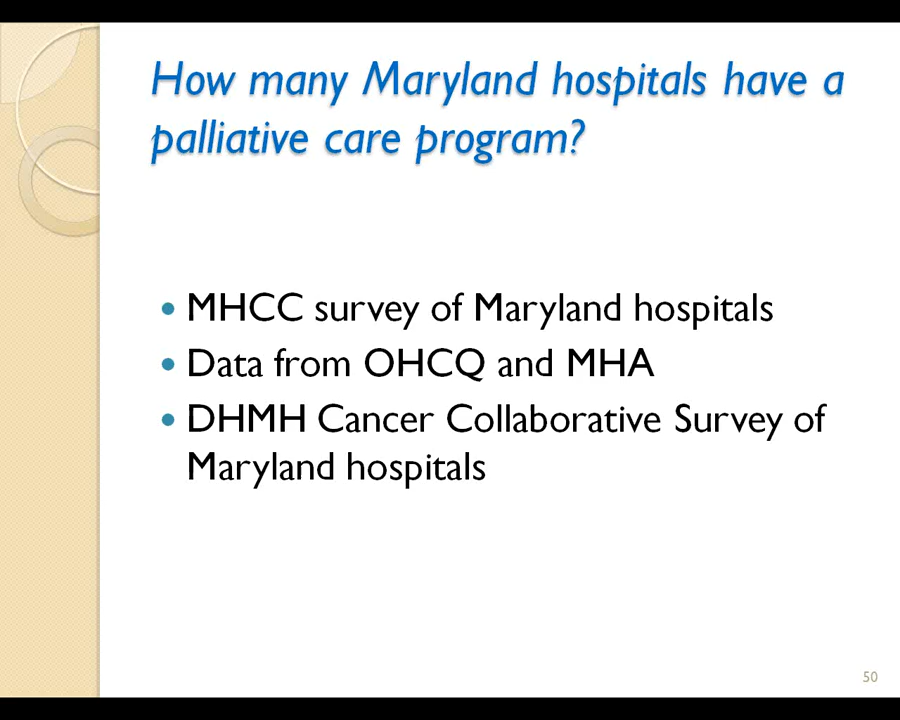 How many Maryland hospitals have a
palliative care program?
• MHCC survey of Maryland hospitals
• Data from OHCQ and MHA
• DHMH Cancer Collaborative Survey of
Maryland hospitals
50